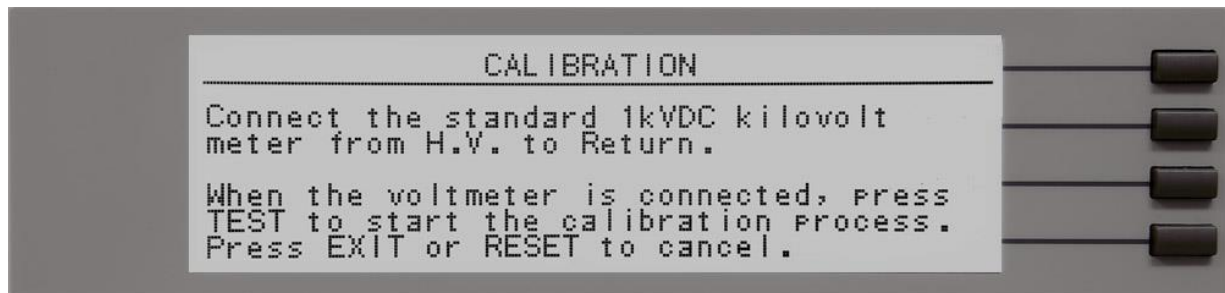 CALIBRATION
Connect the standard 1kVDC kilovolt
meter from H.V. to Return.
When the voltmeter is connected, press
TEST to start the calibration process.
Press EXIT or RESET to cancel.